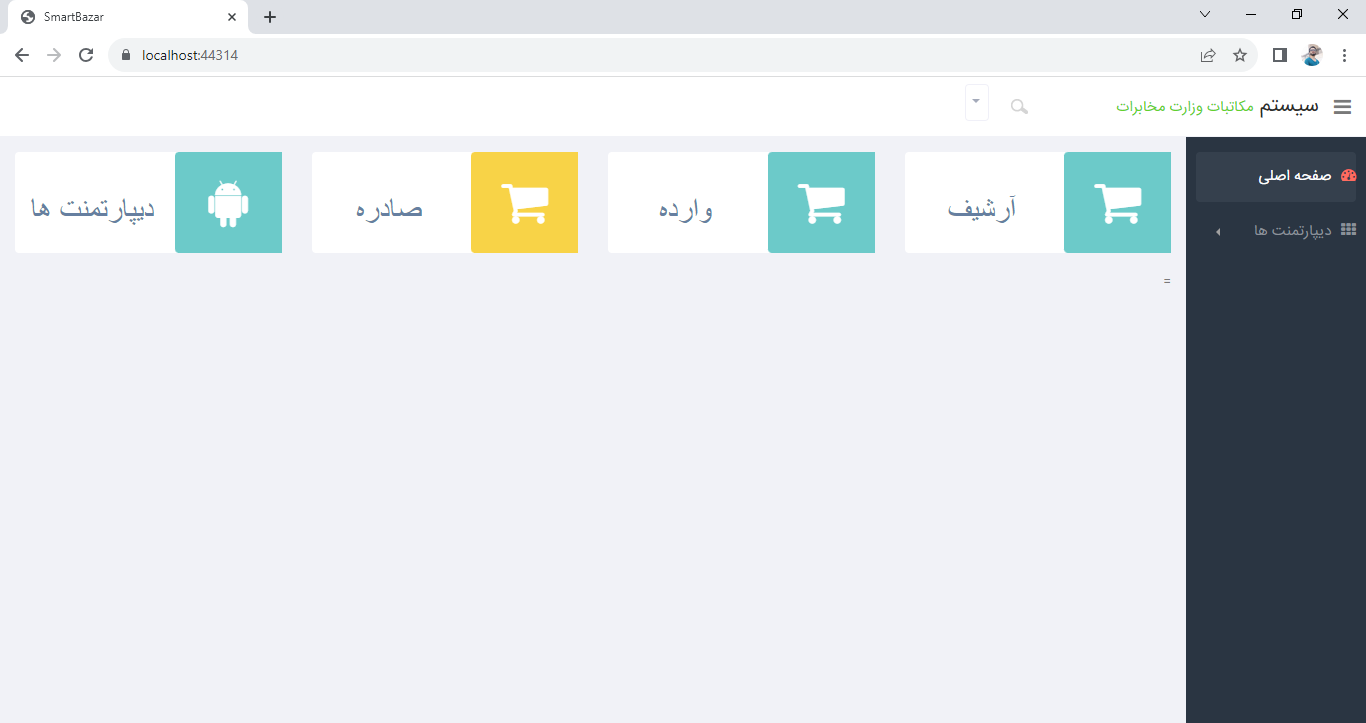 SmartBazar
localhost:44314
سیستم مکاتبات وزارت مخابرات
صفحه اصلی
دیپارتمنت ها
آرشیف
وارده
صادره
دیپارتمنت ها
=